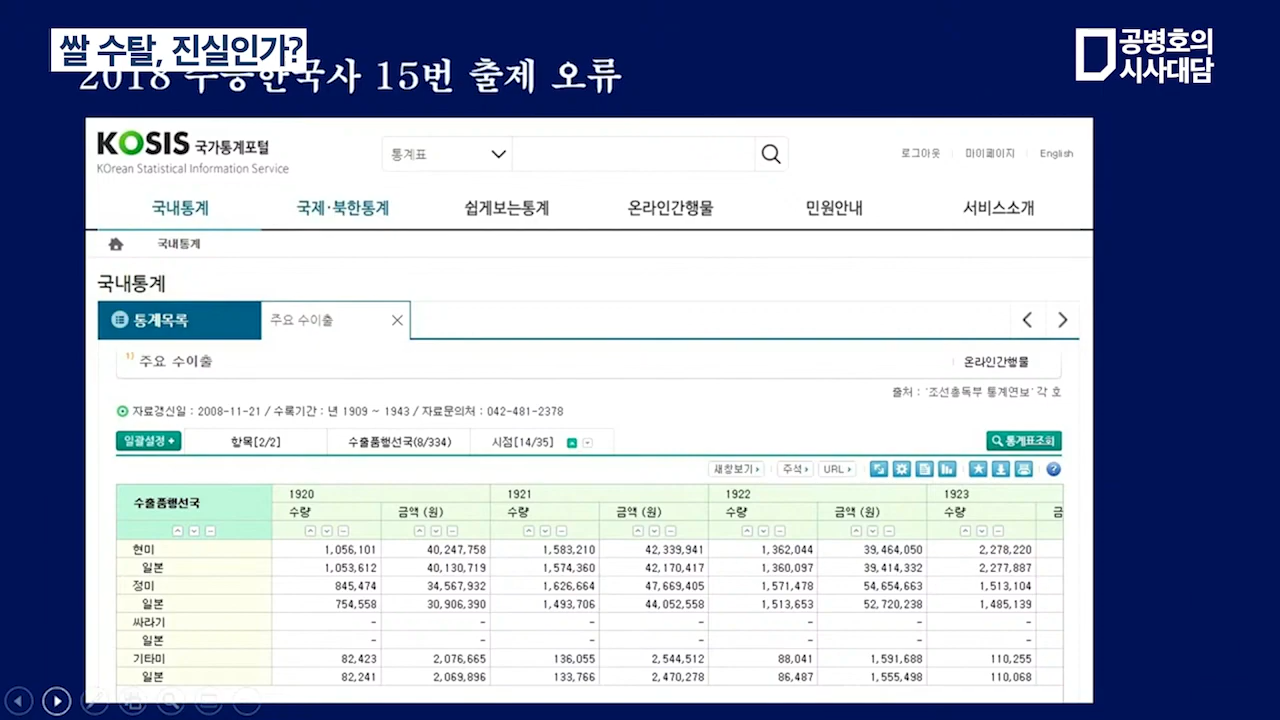 쌀 수탈, 진실인가?
공병호의
시사대담
2018 수능한국사 15번 출제 오류
KOSIS 국가통계포털
KOrean Statistical Information Service
통계표
로그아웃 마이페이지 English
국내통계 국제·북한통계 쉽게보는통계 온라인간행물 민원안내 서비스소개
국내통계
국내통계
통계목록 주요 수이출
1) 주요 수이출 온라인간행물
출처 : '조선총독부 통계연보' 각 호
자료갱신일 : 2008-11-21 / 수록기간 : 년 1909 ~ 1943 / 자료문의처 : 042-481-2378
일괄설정 + 항목[2/2] 수출품행선국(8/334) 시점[14/35] 통계표조회
새창보기 주석 URL
수출품행선국 1920 1921 1922 1923
수량 금액 (원) 수량 금액 (원) 수량 금액 (원) 수량 금
현미 1,056,101 40,247,758 1,583,210 42,339,941 1,362,044 39,464,050 2,278,220
일본 1,053,612 40,130,719 1,574,360 42,170,417 1,360,097 39,414,332 2,277,887
정미 845,474 34,567,932 1,626,664 47,669,405 1,571,478 54,654,663 1,513,104
일본 754,558 30,906,390 1,493,706 44,052,558 1,513,653 52,720,238 1,485,139
싸라기 - - - - - - -
일본 - - - - - - -
기타미 82,423 2,076,665 136,055 2,544,512 88,041 1,591,688 110,255
일본 82,241 2,069,896 133,766 2,470,278 86,487 1,555,498 110,068